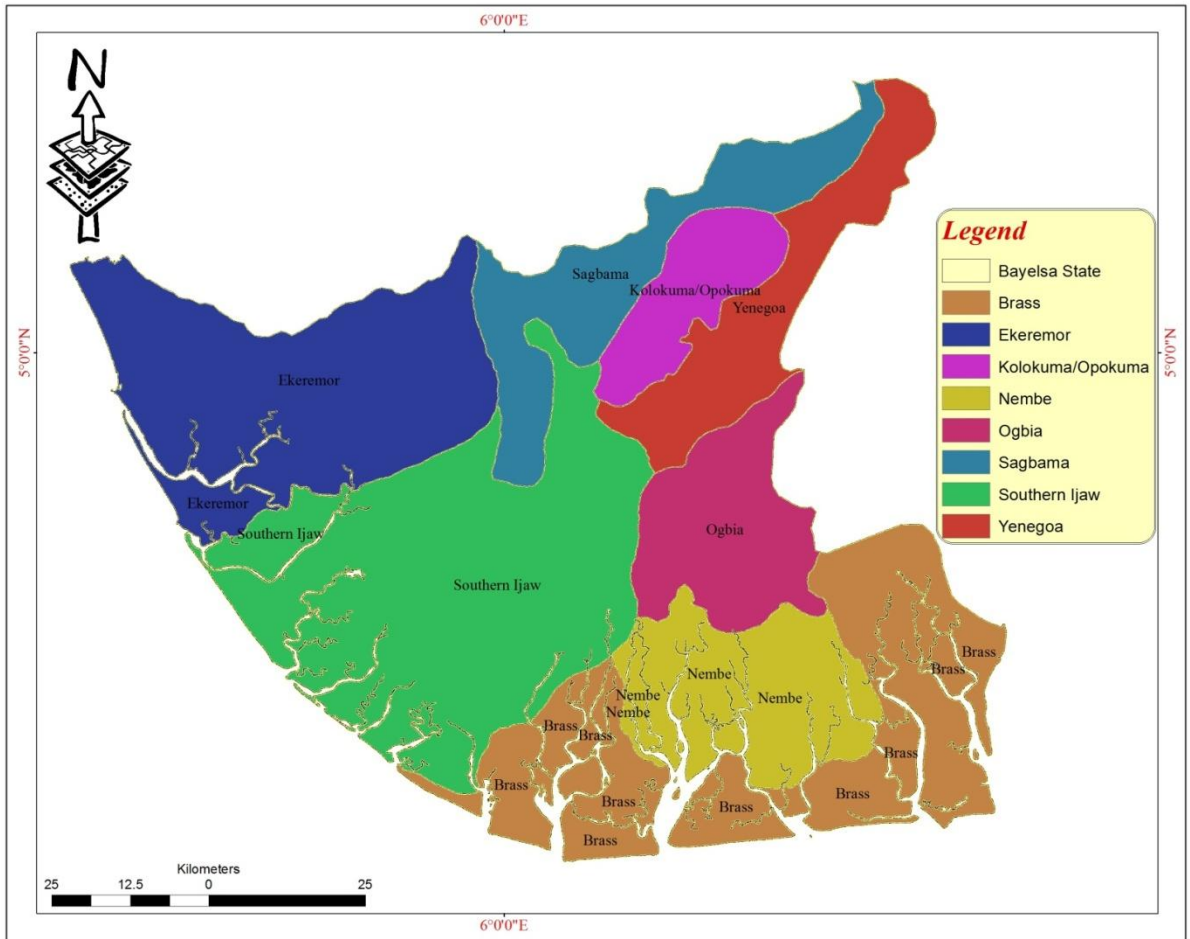 6°0'0"E
N
Legend
Bayelsa State
Brass
Ekeremor
Kolokuma/Opokuma
Nembe
Ogbia
Sagbama
Southern Ijaw
Yenegoa
Sagbama
Kolokuma/Opokuma
Yenegoa
5°0'0"N
5°0'0"N
Ekeremor
Ekeremor
Southern Ijaw
Ogbia
Southern Ijaw
Brass
Brass
Nembe
Nembe
Nembe
Nembe
Brass
Brass
Brass
Brass
Brass
Brass
Brass
Brass
Kilometers
25 12.5 0 25
6°0'0"E